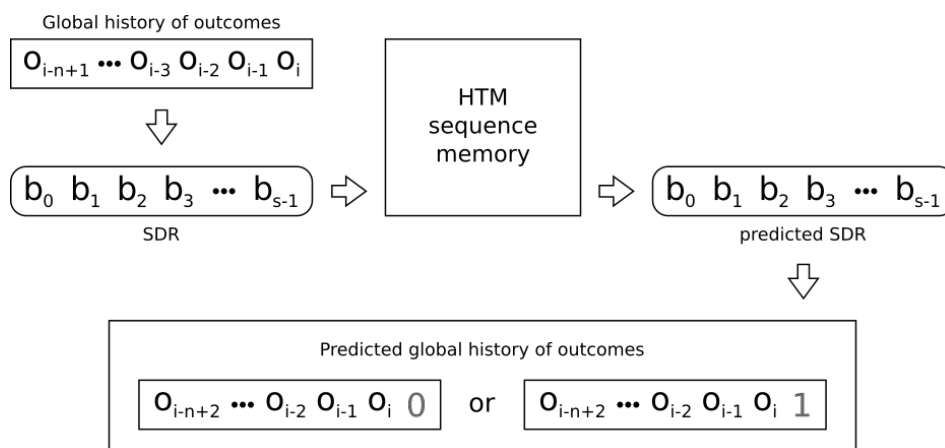 Global history of outcomes
o_{i-n+1} ••• o_{i-3} o_{i-2} o_{i-1} o_i
HTM
sequence
memory
b_0 b_1 b_2 b_3 ••• b_{s-1}
SDR
b_0 b_1 b_2 b_3 ••• b_{s-1}
predicted SDR
Predicted global history of outcomes
o_{i-n+2} ••• o_{i-2} o_{i-1} o_i 0 or o_{i-n+2} ••• o_{i-2} o_{i-1} o_i 1